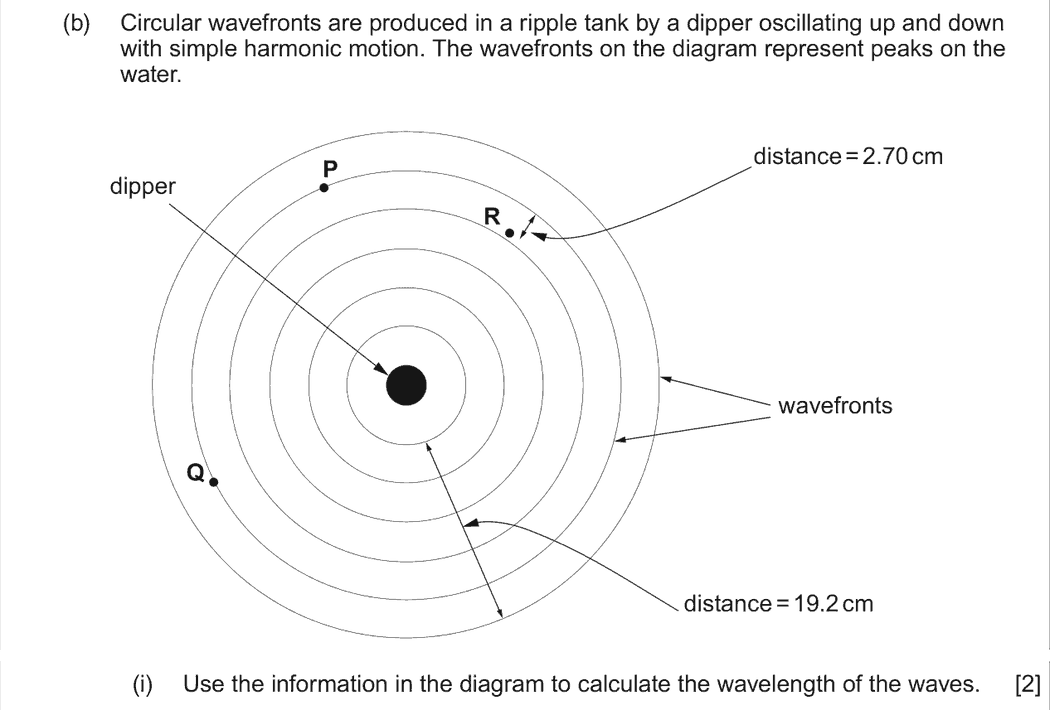 (b) Circular wavefronts are produced in a ripple tank by a dipper oscillating up and down
with simple harmonic motion. The wavefronts on the diagram represent peaks on the
water.
distance = 2.70 cm
P
dipper
R
wavefronts
Q
distance = 19.2 cm
(i) Use the information in the diagram to calculate the wavelength of the waves. [2]